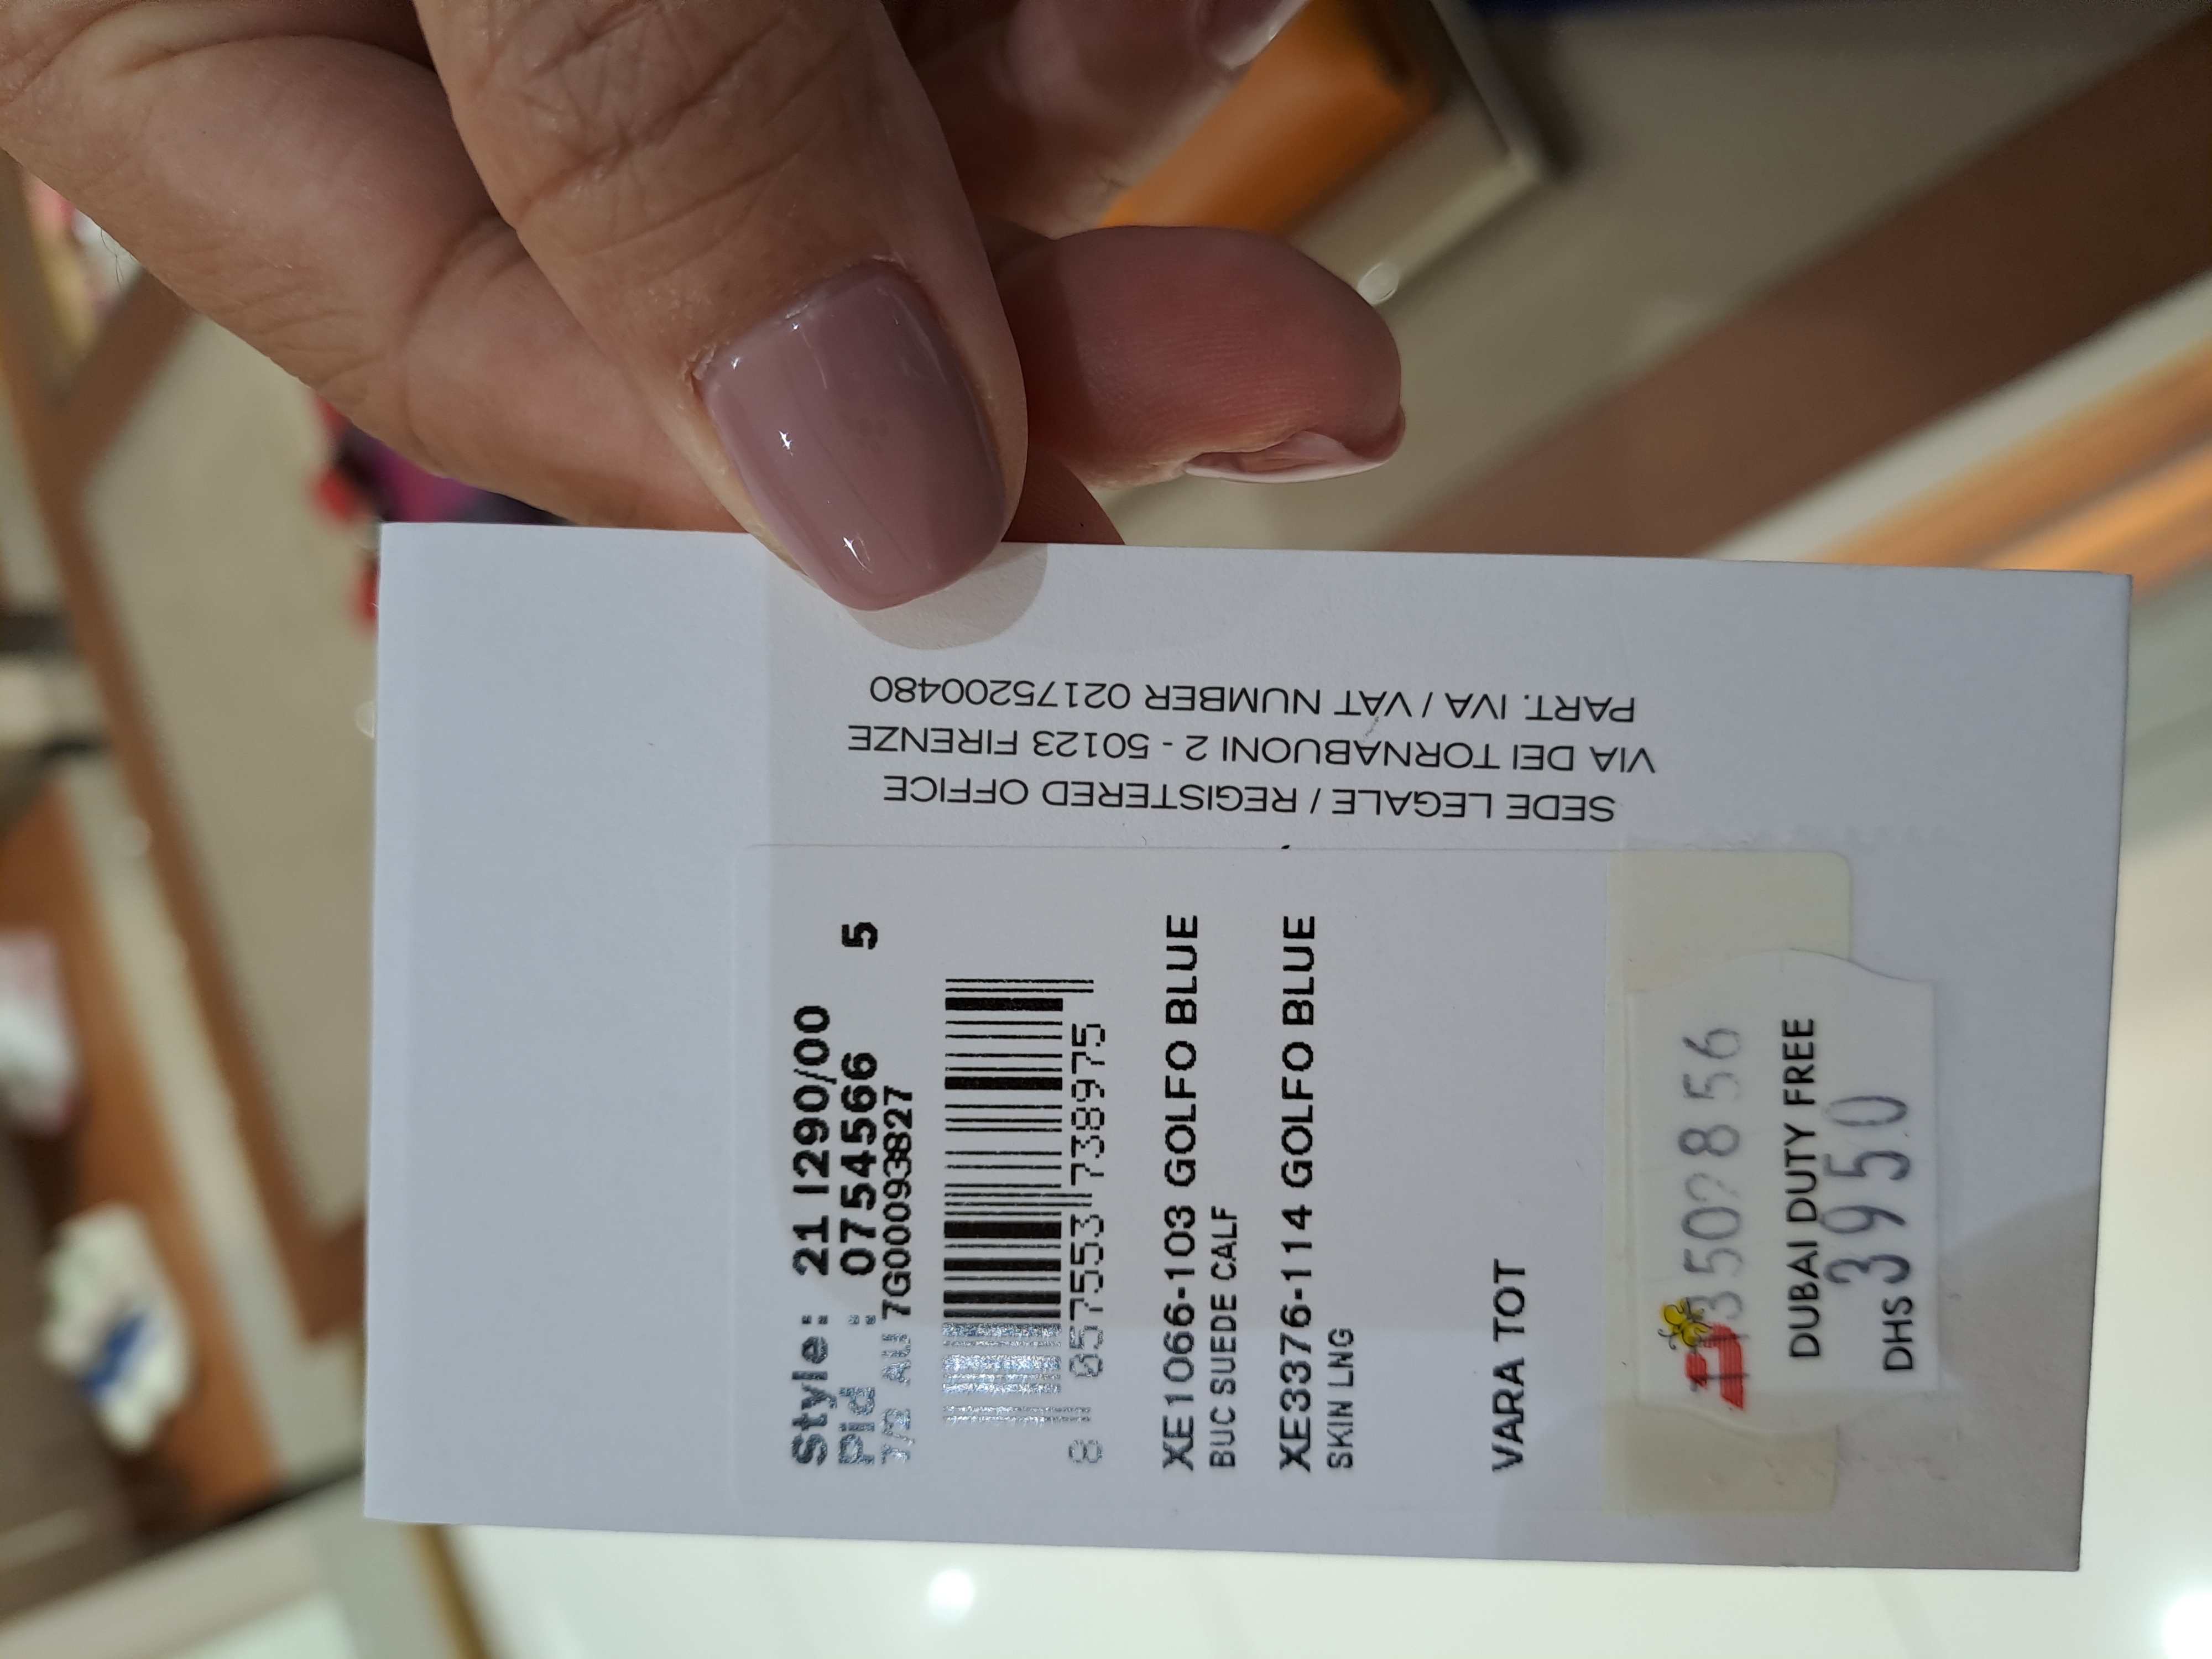 Style: 21 I290/00
Pid : 0754566 5
7/2 AU 7G00093827
8 057553 738975
XE1066-103 GOLFO BLUE
BUC SUEDE CALF
XE3376-114 GOLFO BLUE
SKIN LNG
VARA TOT
DUBAI DUTY FREE
DHS 3950
SEDE LEGALE / REGISTERED OFFICE
VIA DEI TORNABUONI 2 - 50123 FIRENZE
PART. IVA / VAT NUMBER 02175200480